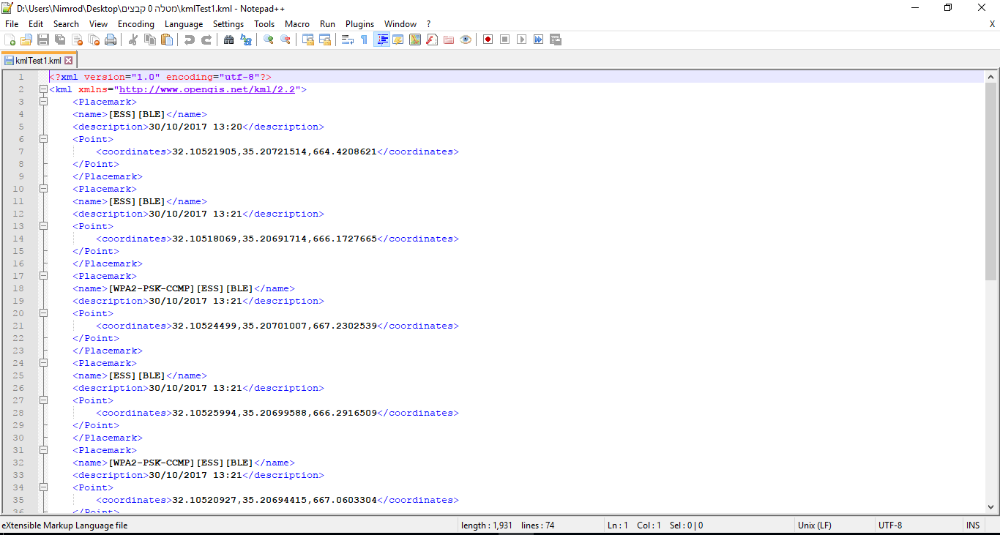 D:\Users\Nimrod\Desktop\מטלה 0 קבצים\kmlTest1.kml - Notepad++
File Edit Search View Encoding Language Settings Tools Macro Run Plugins Window ? X
kmlTest1.kml
1 <?xml version="1.0" encoding="utf-8"?>
2 <kml xmlns="http://www.opengis.net/kml/2.2">
3 <Placemark>
4 <name>[ESS][BLE]</name>
5 <description>30/10/2017 13:20</description>
6 <Point>
7 <coordinates>32.10521905,35.20721514,664.4208621</coordinates>
8 </Point>
9 </Placemark>
10 <Placemark>
11 <name>[ESS][BLE]</name>
12 <description>30/10/2017 13:21</description>
13 <Point>
14 <coordinates>32.10518069,35.20691714,666.1727665</coordinates>
15 </Point>
16 </Placemark>
17 <Placemark>
18 <name>[WPA2-PSK-CCMP][ESS][BLE]</name>
19 <description>30/10/2017 13:21</description>
20 <Point>
21 <coordinates>32.10524499,35.20701007,667.2302539</coordinates>
22 </Point>
23 </Placemark>
24 <Placemark>
25 <name>[ESS][BLE]</name>
26 <description>30/10/2017 13:21</description>
27 <Point>
28 <coordinates>32.10525994,35.20699588,666.2916509</coordinates>
29 </Point>
30 </Placemark>
31 <Placemark>
32 <name>[WPA2-PSK-CCMP][ESS][BLE]</name>
33 <description>30/10/2017 13:21</description>
34 <Point>
35 <coordinates>32.10520927,35.20694415,667.0603304</coordinates>
36 </Point>
eXtensible Markup Language file length : 1,931 lines : 74 Ln : 1 Col : 1 Sel : 0 | 0 Unix (LF) UTF-8 INS